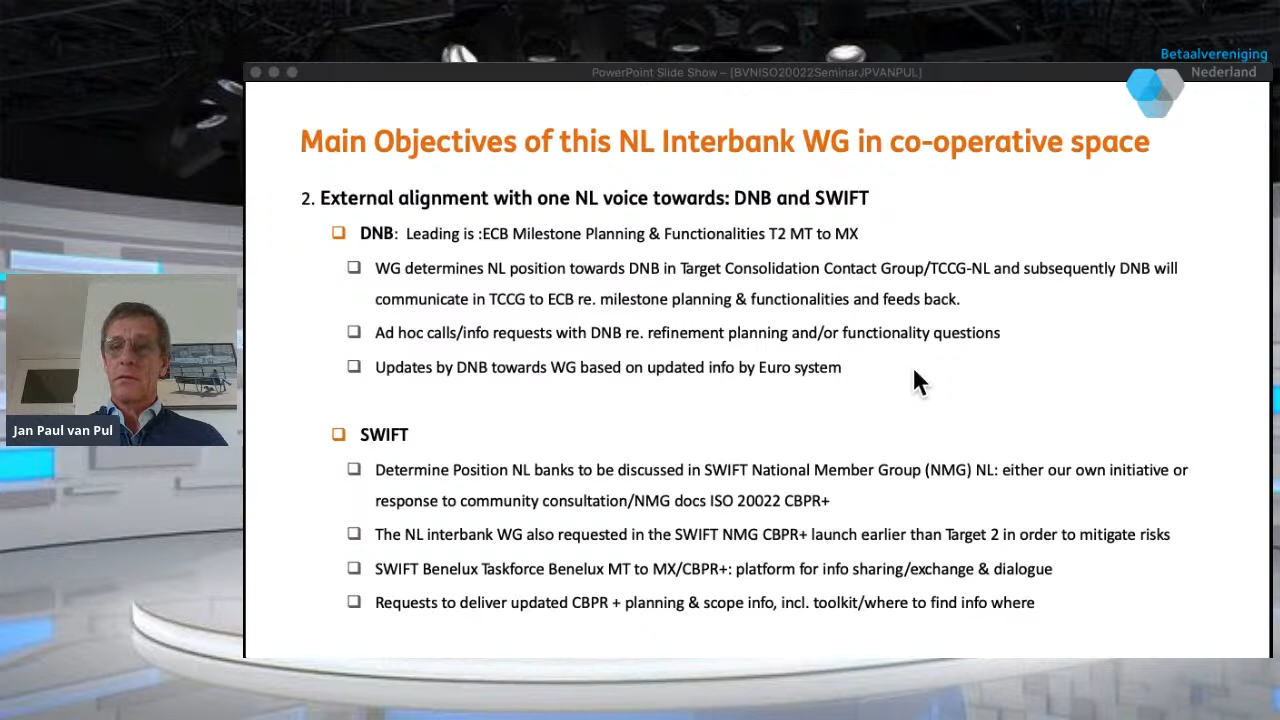 Betaalvereniging
Nederland
PowerPoint Slide Show – [BVNISO20022SeminarJPVANPUL]
Main Objectives of this NL Interbank WG in co-operative space
2. External alignment with one NL voice towards: DNB and SWIFT
DNB: Leading is :ECB Milestone Planning & Functionalities T2 MT to MX
WG determines NL position towards DNB in Target Consolidation Contact Group/TCCG-NL and subsequently DNB will
communicate in TCCG to ECB re. milestone planning & functionalities and feeds back.
Ad hoc calls/info requests with DNB re. refinement planning and/or functionality questions
Updates by DNB towards WG based on updated info by Euro system
SWIFT
Determine Position NL banks to be discussed in SWIFT National Member Group (NMG) NL: either our own initiative or
response to community consultation/NMG docs ISO 20022 CBPR+
The NL interbank WG also requested in the SWIFT NMG CBPR+ launch earlier than Target 2 in order to mitigate risks
SWIFT Benelux Taskforce Benelux MT to MX/CBPR+: platform for info sharing/exchange & dialogue
Requests to deliver updated CBPR + planning & scope info, incl. toolkit/where to find info where
Jan Paul van Pul